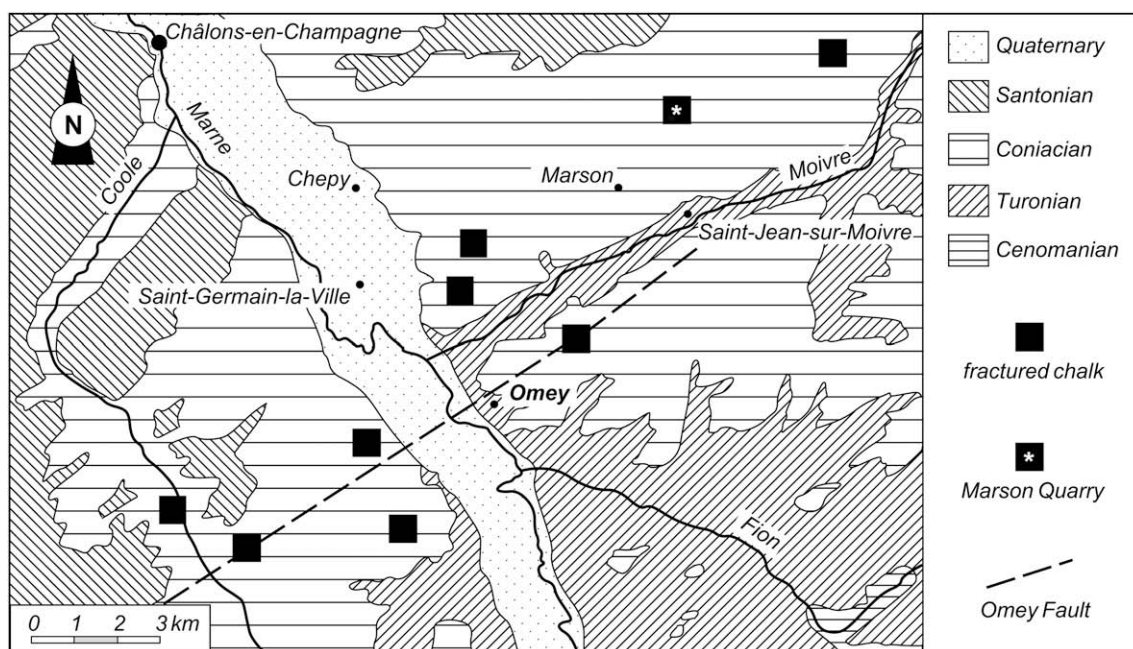 Châlons-en-Champagne
N
Marne
Coole
Chepy
Marson
Moivre
Saint-Jean-sur-Moivre
Saint-Germain-la-Ville
Omey
Fion
0 1 2 3 km
Quaternary
Santonian
Coniacian
Turonian
Cenomanian
fractured chalk
*
Marson Quarry
Omey Fault